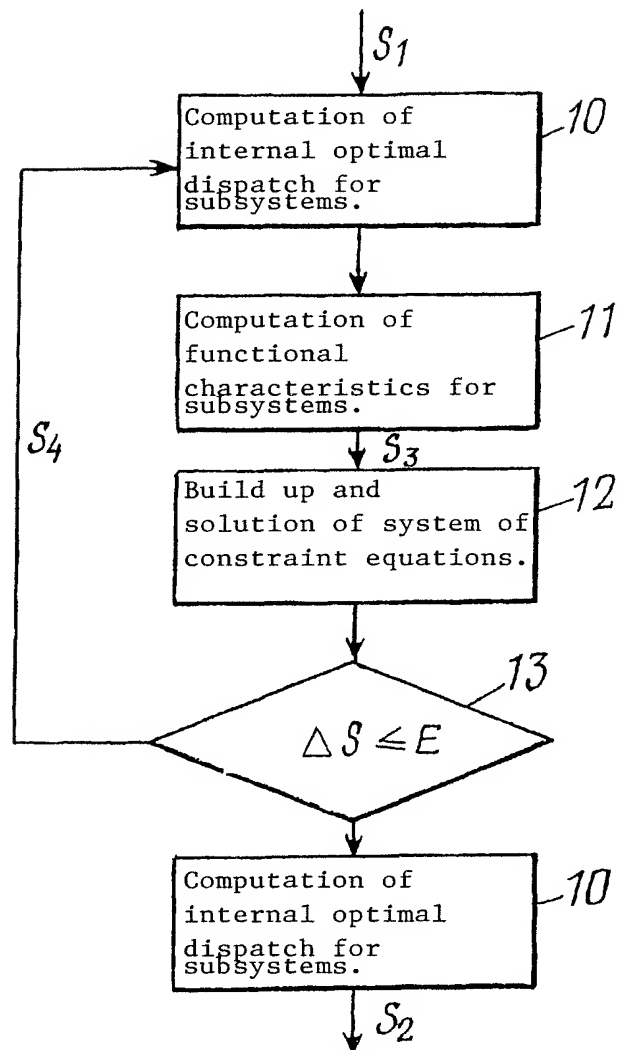 S1
Computation of
internal optimal
dispatch for
subsystems.
10
Computation of
functional
characteristics for
subsystems.
11
S4
S3
Build up and
solution of system of
constraint equations.
12
13
△ S ≤ E
Computation of
internal optimal
dispatch for
subsystems.
10
S2